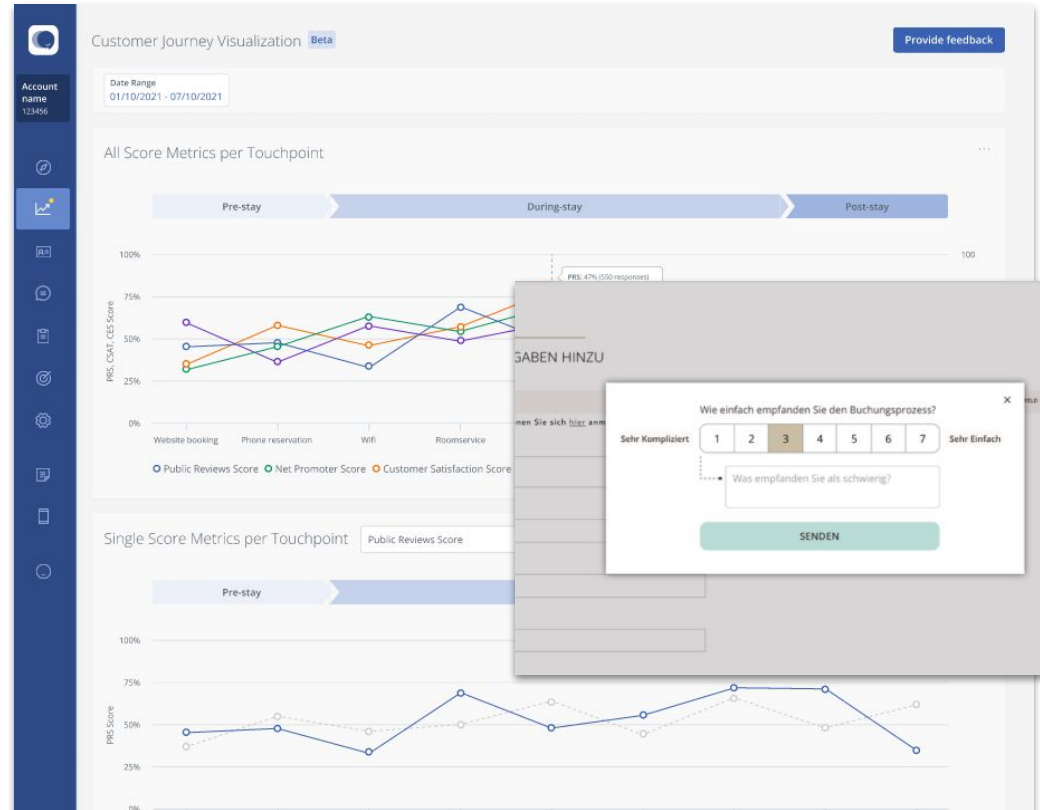 Customer Journey Visualization Beta
Provide feedback
Account
name
123456
Date Range
01/10/2021 - 07/10/2021
All Score Metrics per Touchpoint
...
Pre-stay
During-stay
Post-stay
100%
100
PRS: 47% (550 responses)
75%
50%
25%
0%
PRS, CSAT, CES Score
Website booking
Phone reservation
Wifi
Roomservice
Public Reviews Score
Net Promoter Score
Customer Satisfaction Score
GABEN HINZU
nen Sie sich hier anm
Wie einfach empfanden Sie den Buchungsprozess?
Sehr Kompliziert
1 2 3 4 5 6 7
Sehr Einfach
Was empfanden Sie als schwierig?
SENDEN
Single Score Metrics per Touchpoint
Public Reviews Score
Pre-stay
100%
75%
50%
25%
0%
PRS Score